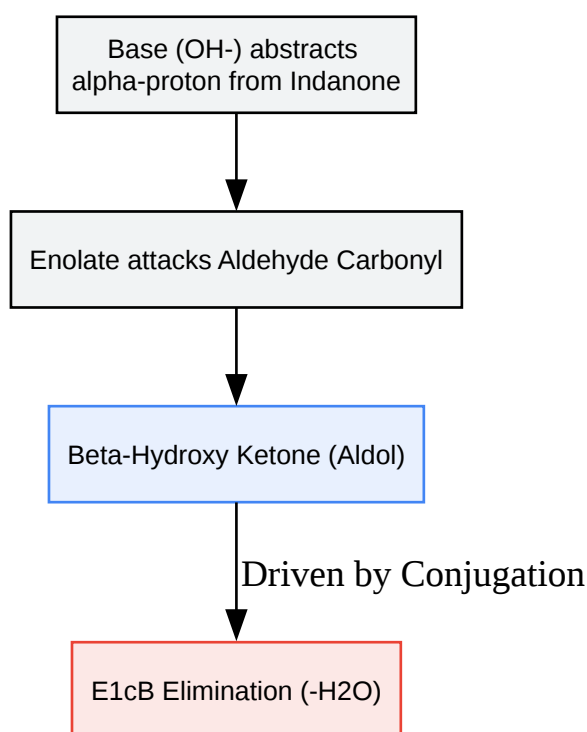 Base (OH-) abstracts
alpha-proton from Indanone
Enolate attacks Aldehyde Carbonyl
Beta-Hydroxy Ketone (Aldol)
Driven by Conjugation
E1cB Elimination (-H2O)